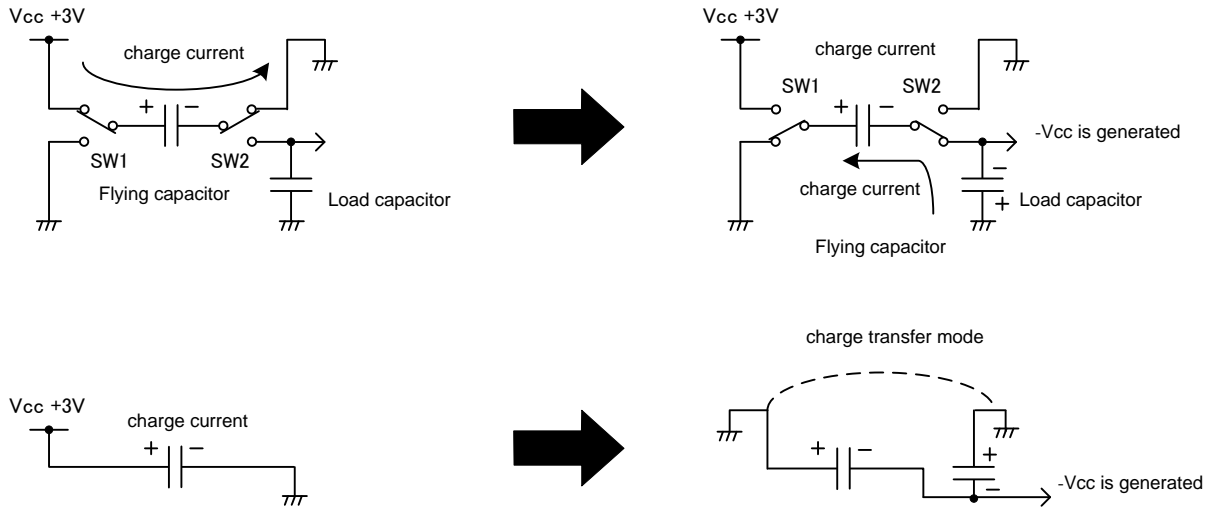 Vcc +3V
charge current
+ −
SW1
SW2
Flying capacitor
Load capacitor
Vcc +3V
charge current
SW1
SW2
+ −
-Vcc is generated
charge current
−
+
Load capacitor
Flying capacitor
Vcc +3V
charge current
+ −
charge transfer mode
+ −
+
−
-Vcc is generated